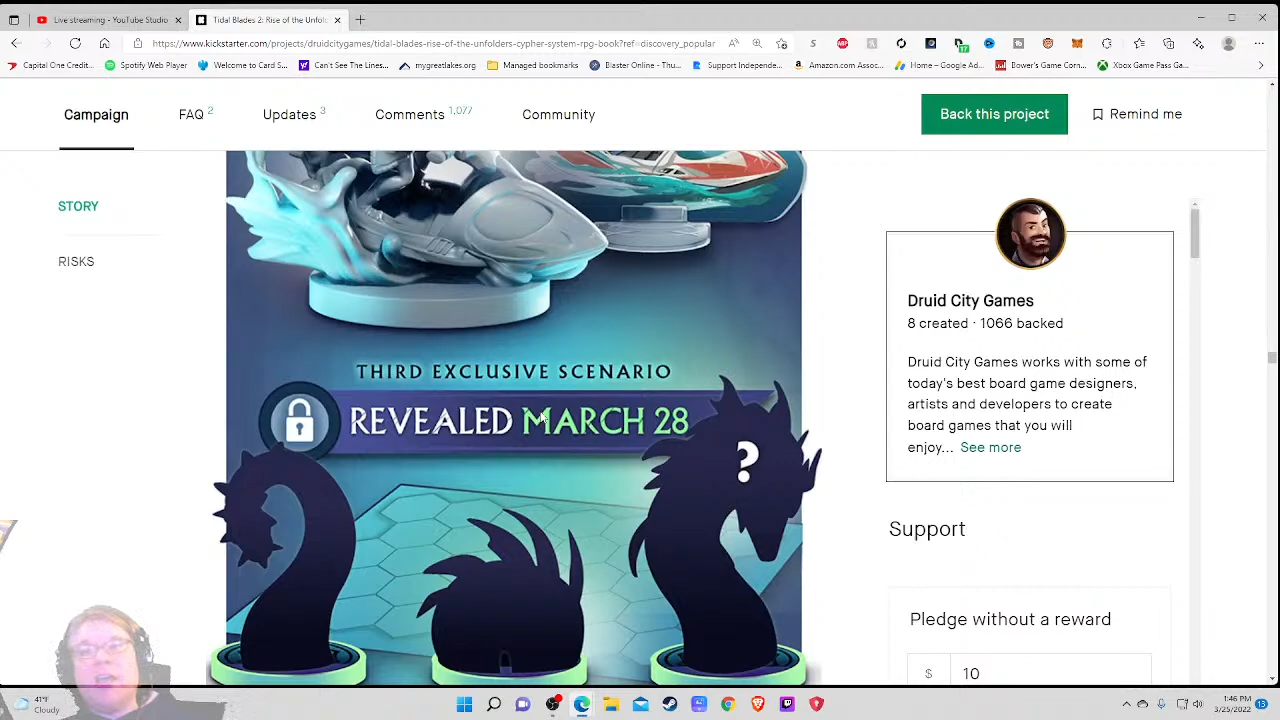 Live streaming - YouTube Studio
Tidal Blades 2: Rise of the Unfol
https://www.kickstarter.com/projects/druidcitygames/tidal-blades-rise-of-the-unfolders-cypher-system-rpg-book?ref=discovery_popular
Capital One Credit...
Spotify Web Player
Welcome to Card S...
Can't See The Lines...
mygreatlakes.org
Managed bookmarks
Blaster Online - Thu...
Support Independe...
Amazon.com Assoc...
Home – Google Ad...
Bower's Game Corn...
Xbox Game Pass Ga...
Campaign
FAQ 2
Updates 3
Comments 1,077
Community
Back this project
Remind me
STORY
RISKS
THIRD EXCLUSIVE SCENARIO
REVEALED MARCH 28
?
Druid City Games
8 created · 1066 backed
Druid City Games works with some of
today's best board game designers,
artists and developers to create
board games that you will
enjoy... See more
Support
Pledge without a reward
$ 10
41°F
Cloudy
1:46 PM
3/25/2022